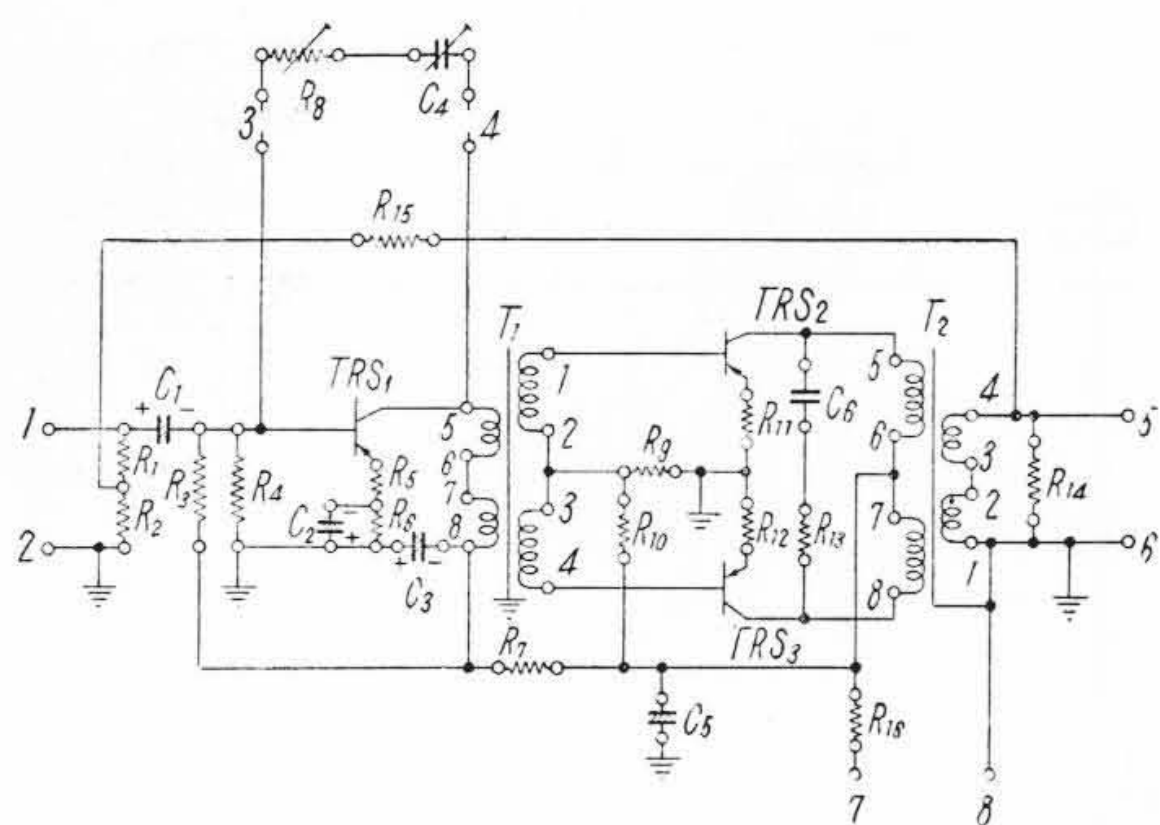 3 R8 C4 4
R15
TRS2
T1 T2
TRS1
C1 + − 5 1 5 C6 4 5
1 R11
R1 R3 R4 R5 6 2 R9 6 3 R14
R2 C2 − + R6 7 3 7 2
2 + − 8 R10 R12 R13 1 6
C3 4 8
R7 TRS3
C5 R16
7 8